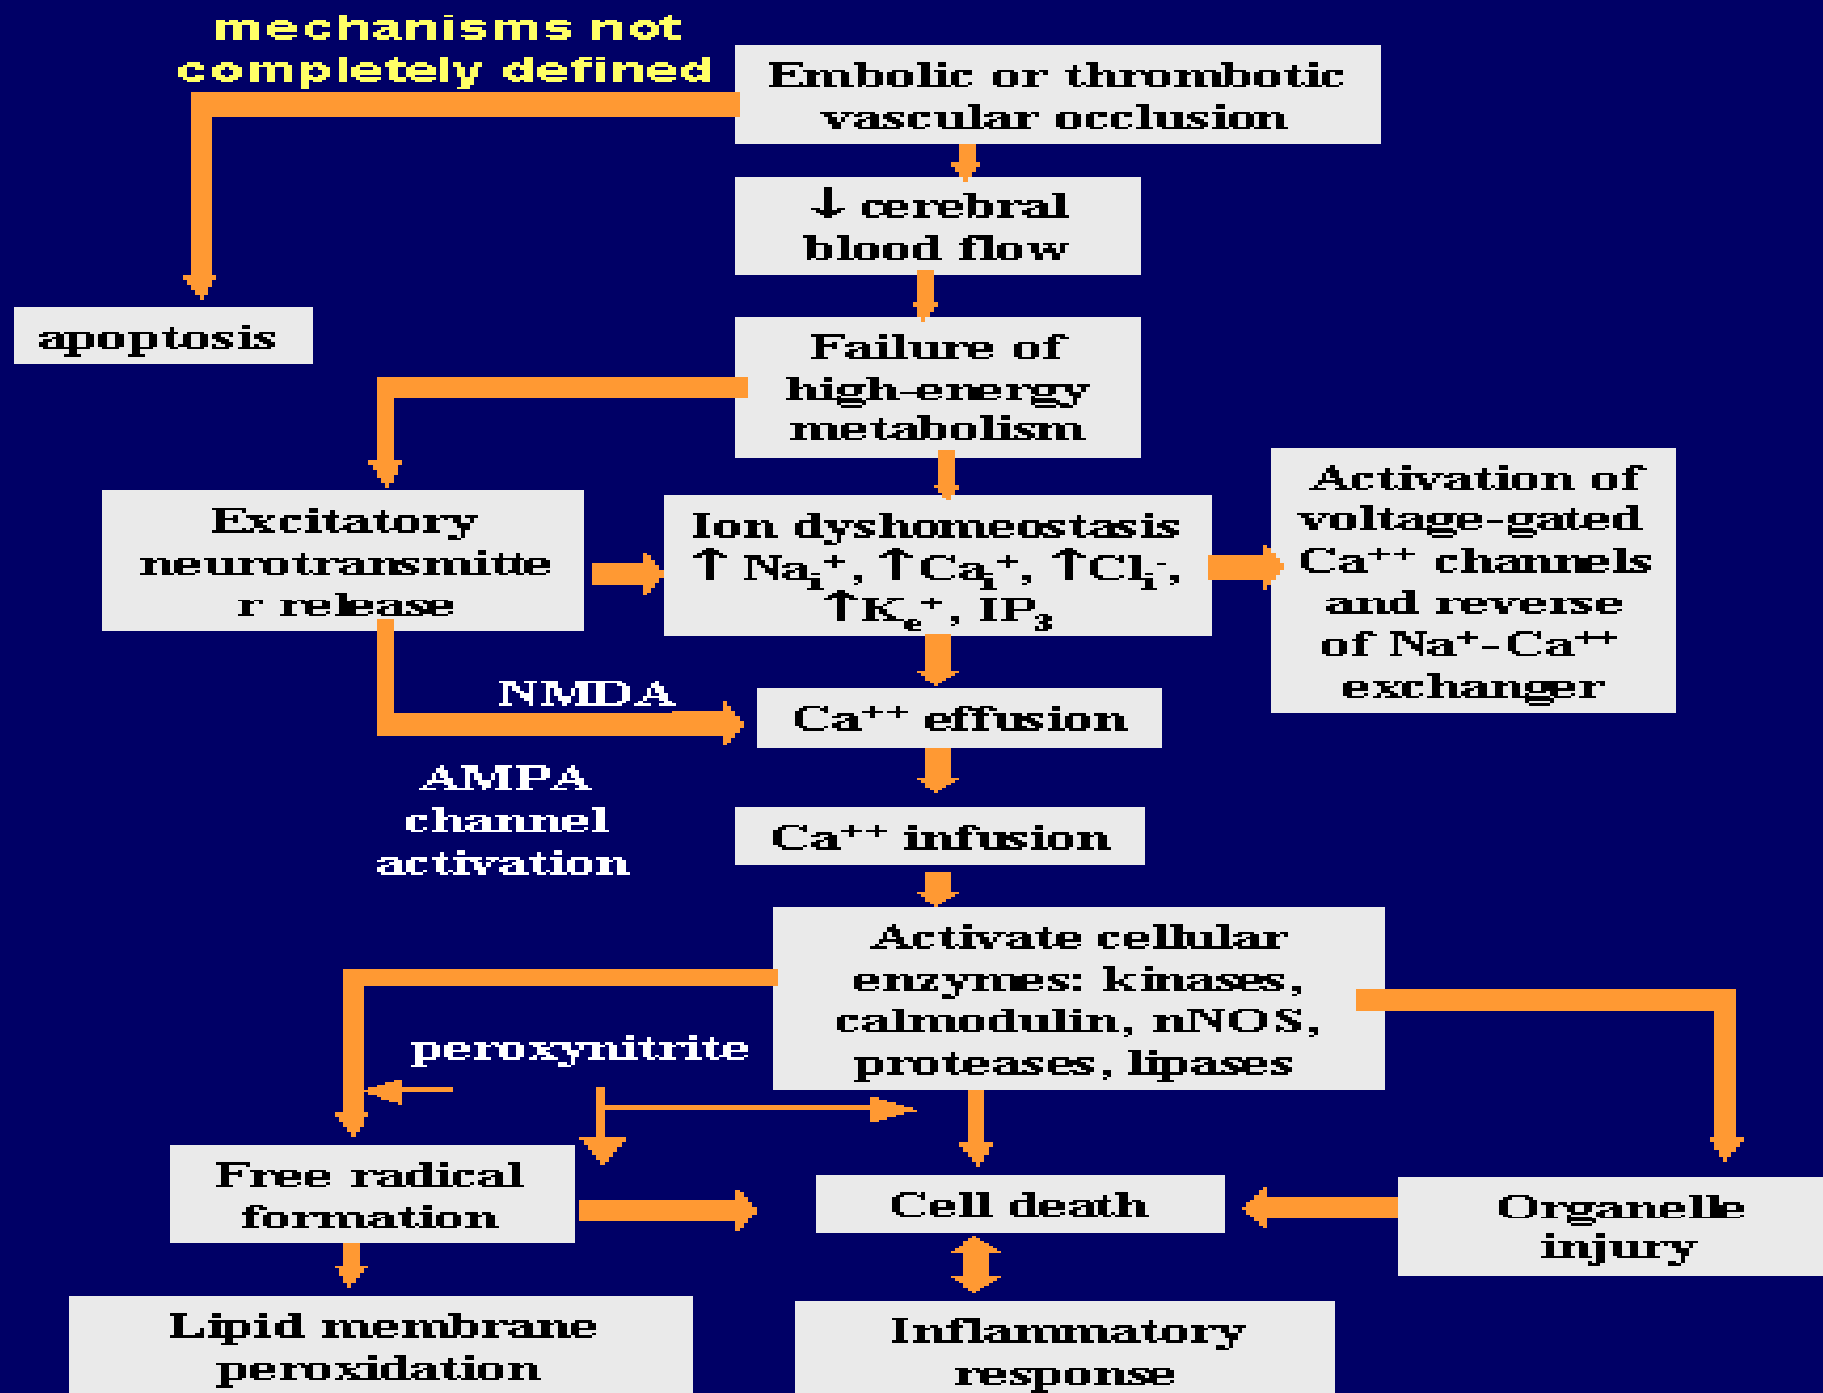 mechanisms not
completely defined
Embolic or thrombotic
vascular occlusion
↓ cerebral
blood flow
apoptosis
Failure of
high-energy
metabolism
Excitatory
neurotransmitte
r release
Ion dyshomeostasis
↑ Naᵢ⁺, ↑Caᵢ⁺, ↑Clᵢ⁻,
↑Kₑ⁺, IP₃
Activation of
voltage-gated
Ca⁺⁺ channels
and reverse
of Na⁺-Ca⁺⁺
exchanger
NMDA
Ca⁺⁺ effusion
AMPA
channel
activation
Ca⁺⁺ infusion
Activate cellular
enzymes: kinases,
calmodulin, nNOS,
proteases, lipases
peroxynitrite
Free radical
formation
Cell death
Organelle
injury
Lipid membrane
peroxidation
Inflammatory
response